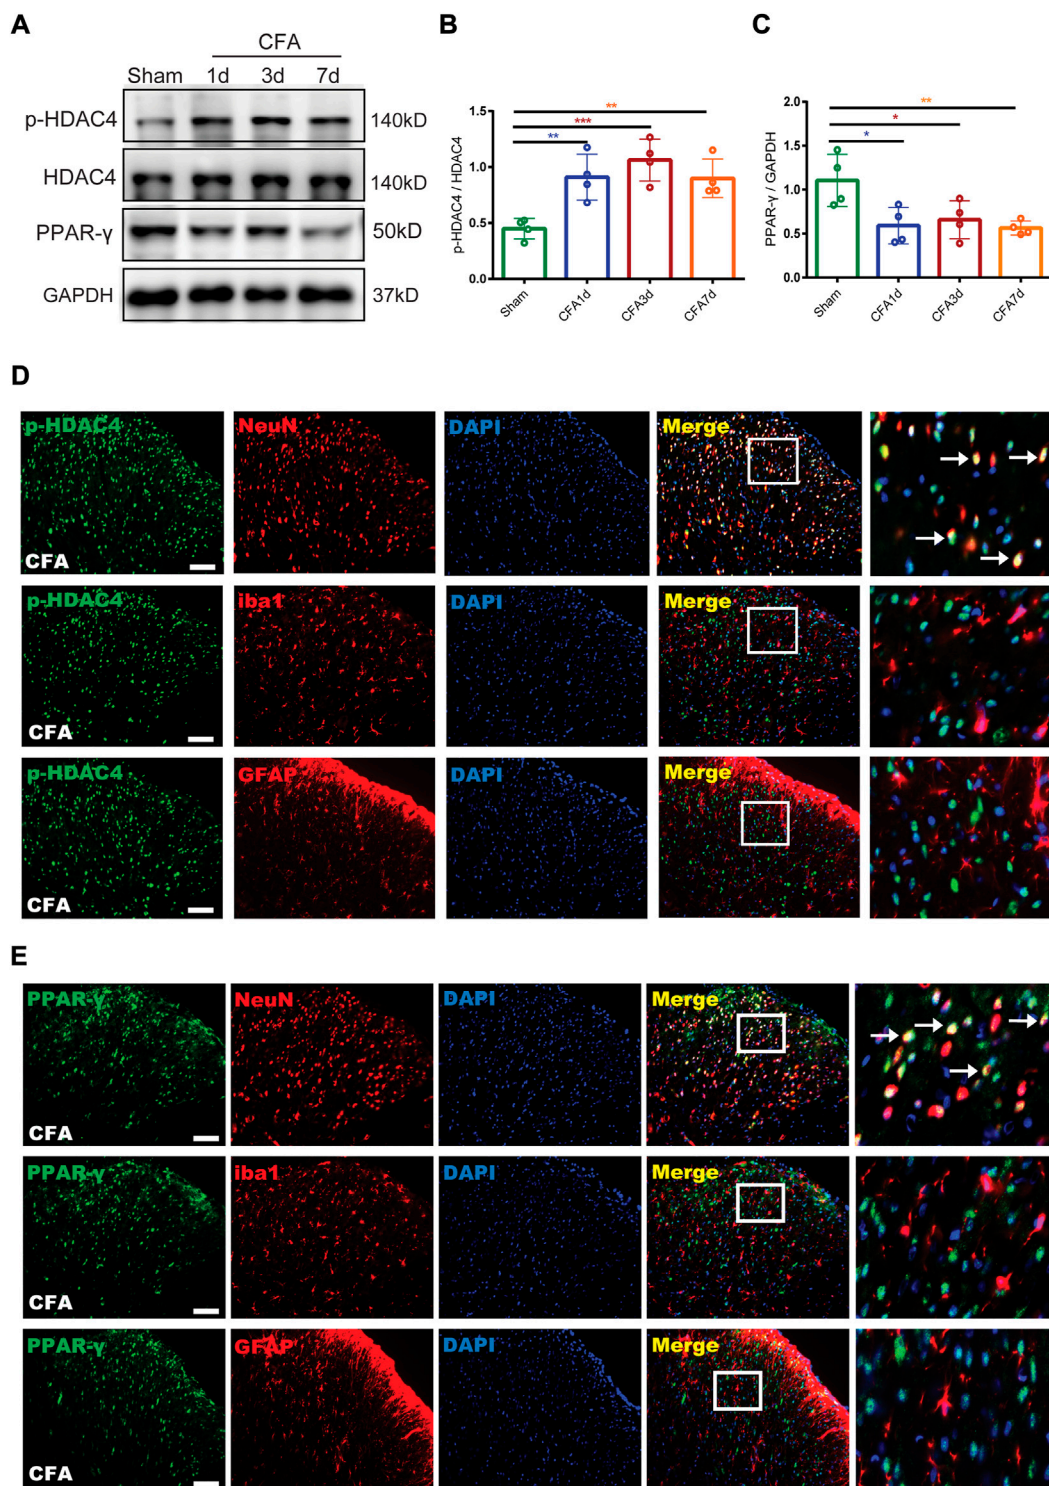 A
CFA
Sham 1d 3d 7d
p-HDAC4 140kD
HDAC4 140kD
PPAR-γ 50kD
GAPDH 37kD
B
p-HDAC4 / HDAC4
1.5
1.0
0.5
0.0
**
***
**
Sham CFA1d CFA3d CFA7d
C
PPAR-γ / GAPDH
2.0
1.5
1.0
0.5
0.0
**
*
*
Sham CFA1d CFA3d CFA7d
D
p-HDAC4 NeuN DAPI Merge
CFA
p-HDAC4 iba1 DAPI Merge
CFA
p-HDAC4 GFAP DAPI Merge
CFA
E
PPAR-γ NeuN DAPI Merge
CFA
PPAR-γ iba1 DAPI Merge
CFA
PPAR-γ GFAP DAPI Merge
CFA